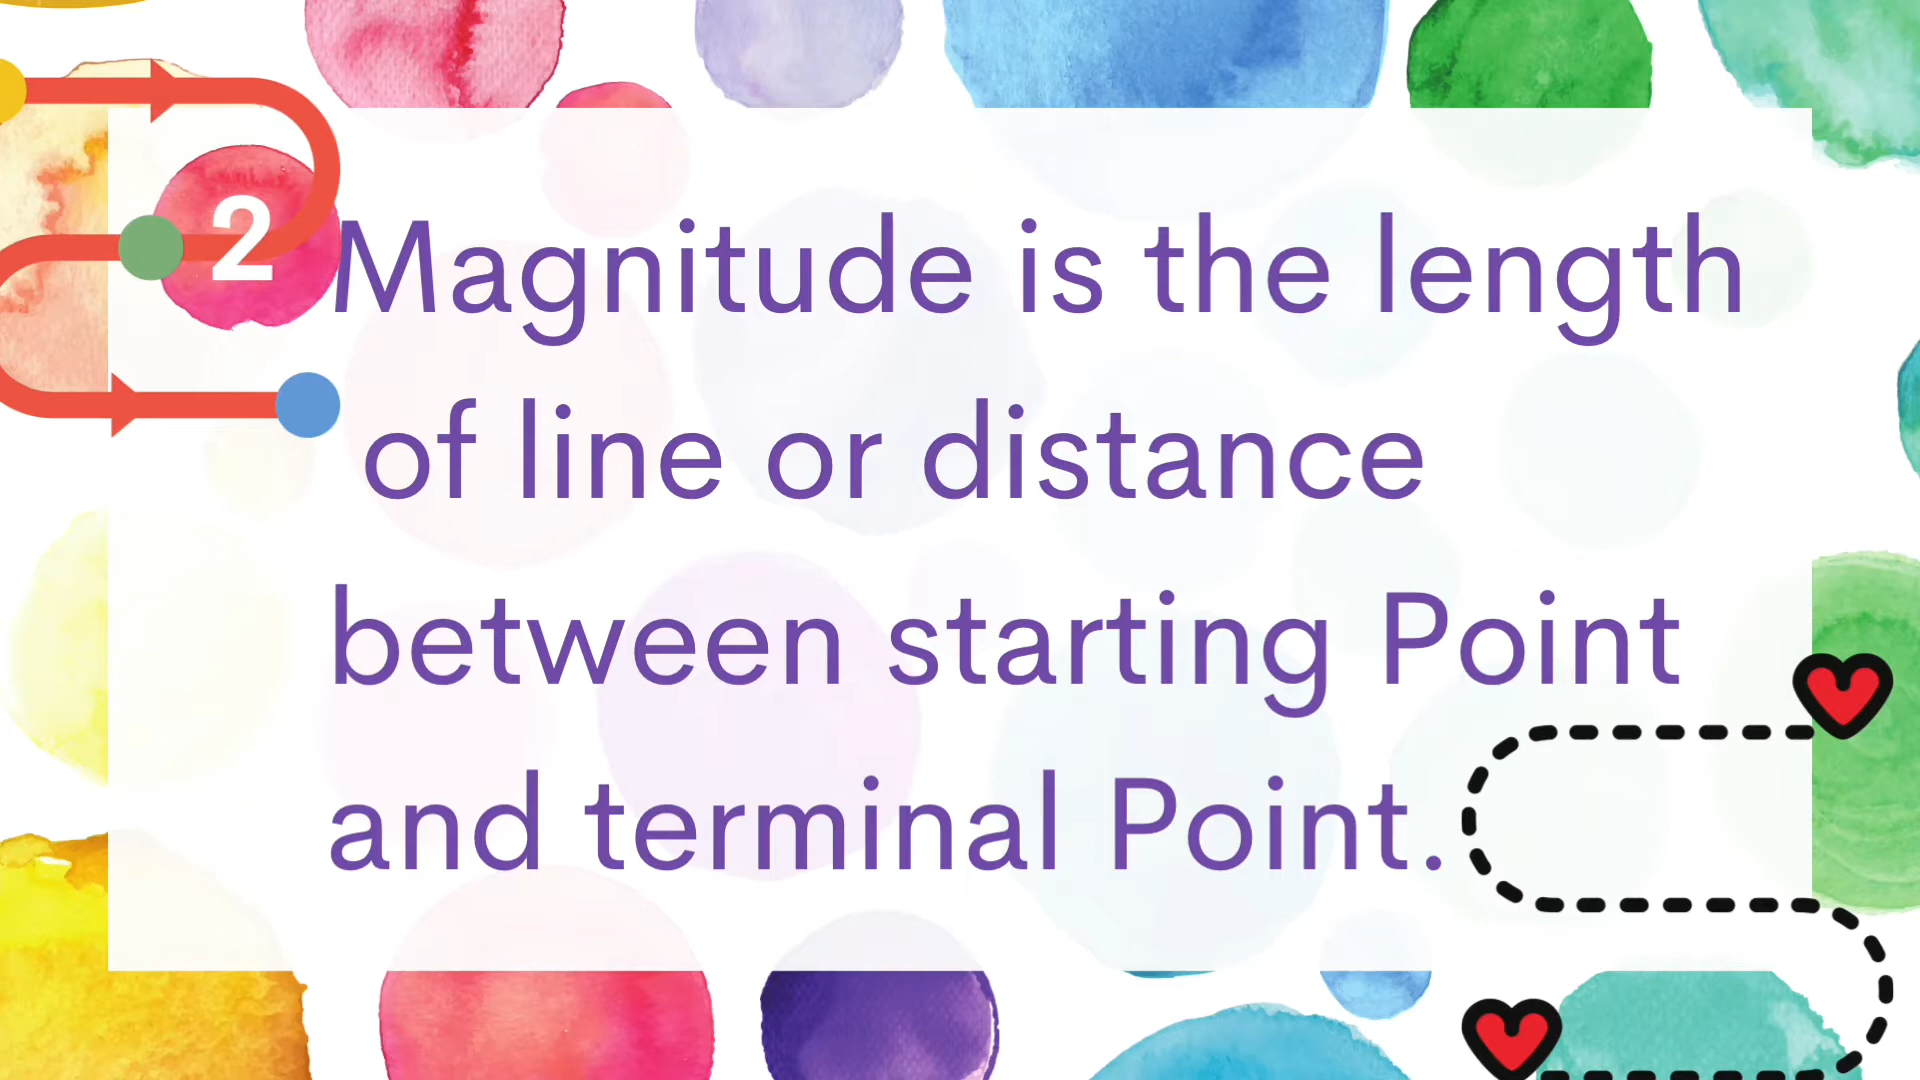 2
Magnitude is the length
of line or distance
between starting Point
and terminal Point.